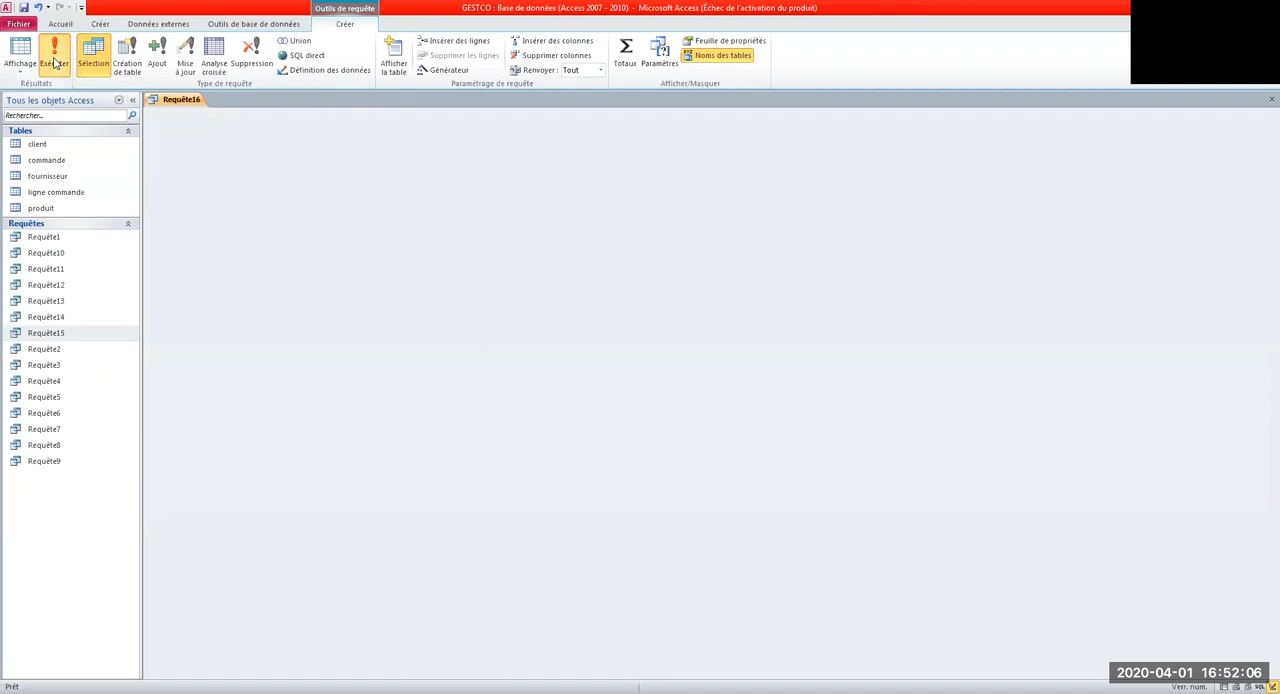 Outils de requête
GESTCO : Base de données (Access 2007 - 2010) - Microsoft Access (Échec de l'activation du produit)
Fichier
Accueil
Créer
Données externes
Outils de base de données
Créer
Affichage
Exécuter
Sélection
Création de table
Ajout
Mise à jour
Analyse croisée
Suppression
Union
SQL direct
Définition des données
Afficher la table
Insérer des lignes
Supprimer les lignes
Générateur
Insérer des colonnes
Supprimer colonnes
Renvoyer : Tout
Totaux
Paramètres
Feuille de propriétés
Noms des tables
Résultats
Type de requête
Paramétrage de requête
Afficher/Masquer
Tous les objets Access
Requête16
Rechercher...
Tables
client
commande
fournisseur
ligne commande
produit
Requêtes
Requête1
Requête10
Requête11
Requête12
Requête13
Requête14
Requête15
Requête2
Requête3
Requête4
Requête5
Requête6
Requête7
Requête8
Requête9
2020-04-01 16:52:06
Prêt
Verr. num.
SQL